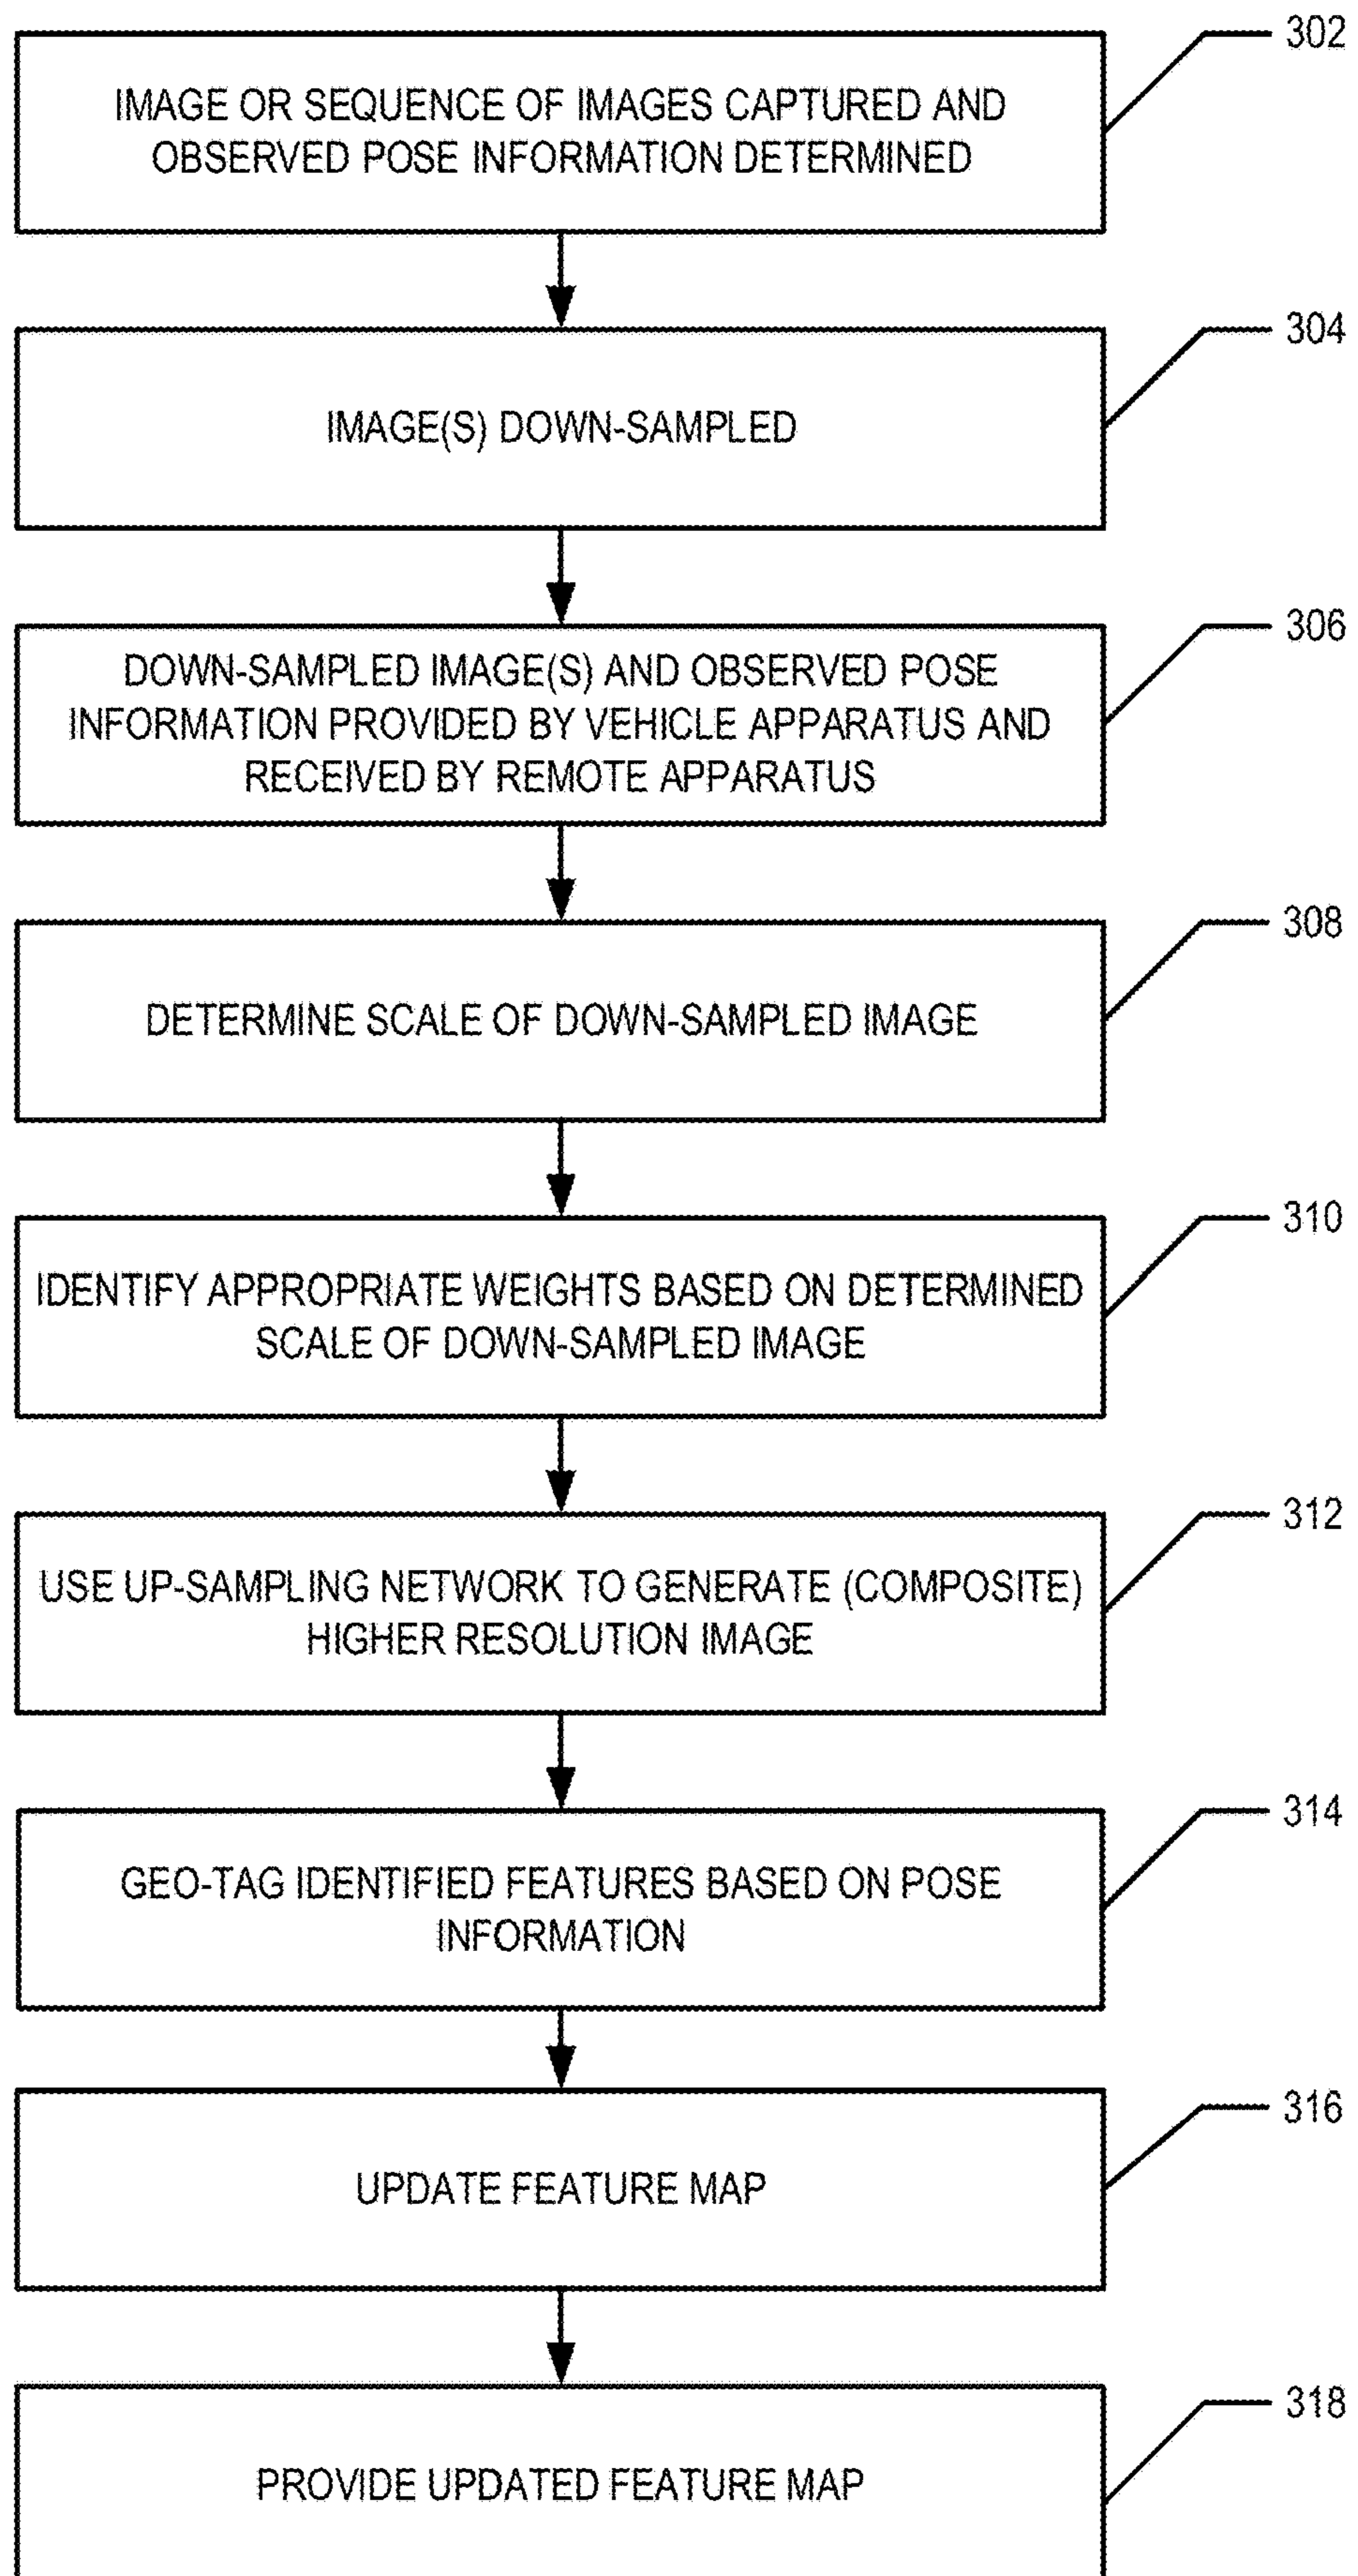 302
IMAGE OR SEQUENCE OF IMAGES CAPTURED AND
OBSERVED POSE INFORMATION DETERMINED
304
IMAGE(S) DOWN-SAMPLED
306
DOWN-SAMPLED IMAGE(S) AND OBSERVED POSE
INFORMATION PROVIDED BY VEHICLE APPARATUS AND
RECEIVED BY REMOTE APPARATUS
308
DETERMINE SCALE OF DOWN-SAMPLED IMAGE
310
IDENTIFY APPROPRIATE WEIGHTS BASED ON DETERMINED
SCALE OF DOWN-SAMPLED IMAGE
312
USE UP-SAMPLING NETWORK TO GENERATE (COMPOSITE)
HIGHER RESOLUTION IMAGE
314
GEO-TAG IDENTIFIED FEATURES BASED ON POSE
INFORMATION
316
UPDATE FEATURE MAP
318
PROVIDE UPDATED FEATURE MAP